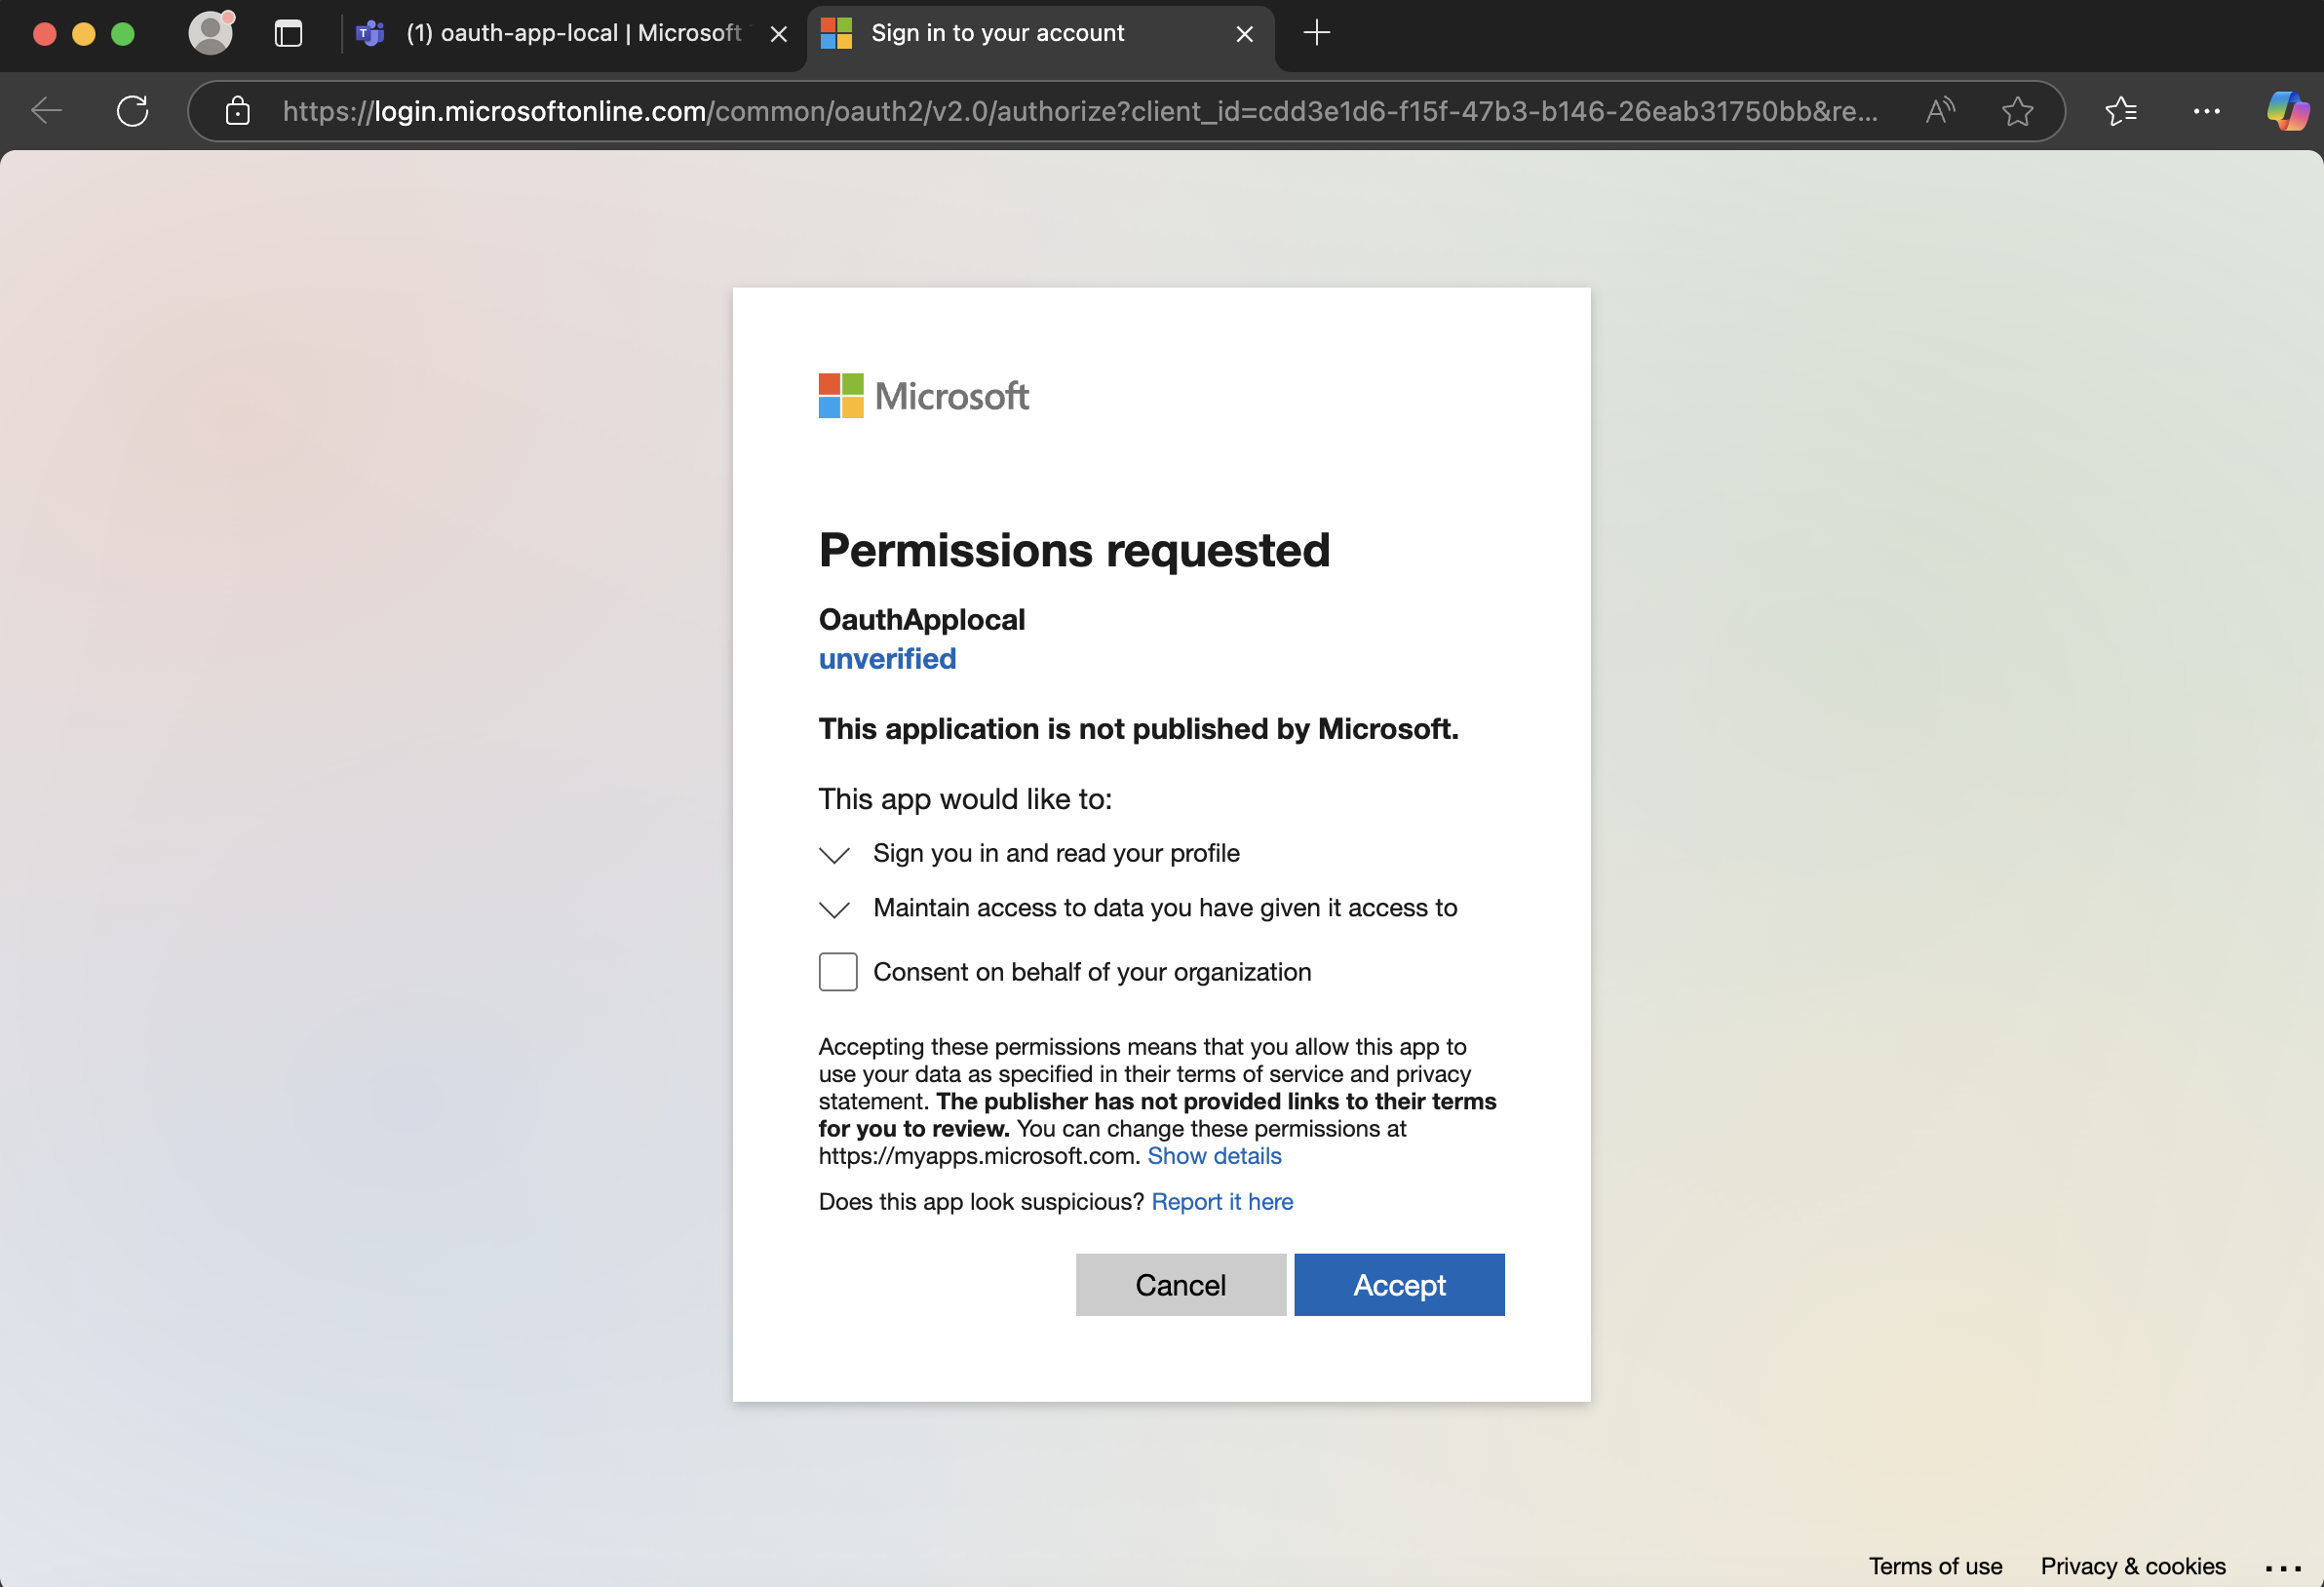 (1) oauth-app-local | Microsoft
Sign in to your account
https://login.microsoftonline.com/common/oauth2/v2.0/authorize?client_id=cdd3e1d6-f15f-47b3-b146-26eab31750bb&re...
Microsoft
Permissions requested
OauthApplocal
unverified
This application is not published by Microsoft.
This app would like to:
Sign you in and read your profile
Maintain access to data you have given it access to
Consent on behalf of your organization
Accepting these permissions means that you allow this app to
use your data as specified in their terms of service and privacy
statement. The publisher has not provided links to their terms
for you to review. You can change these permissions at
https://myapps.microsoft.com. Show details
Does this app look suspicious? Report it here
Cancel
Accept
Terms of use
Privacy & cookies